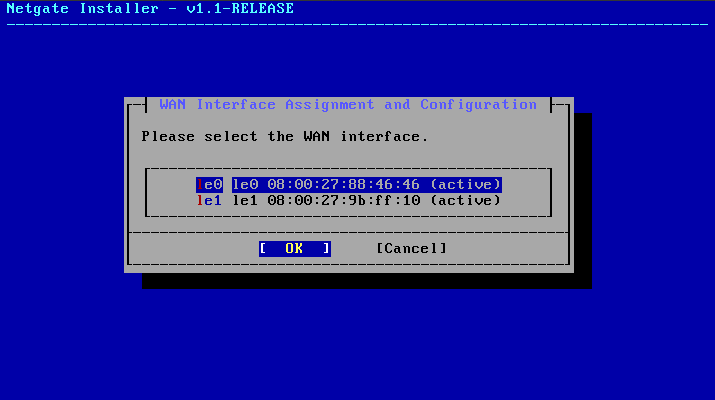 Netgate Installer - v1.1-RELEASE
WAN Interface Assignment and Configuration
Please select the WAN interface.
le0 le0 08:00:27:88:46:46 (active)
le1 le1 08:00:27:9b:ff:10 (active)
[ OK ] [Cancel]